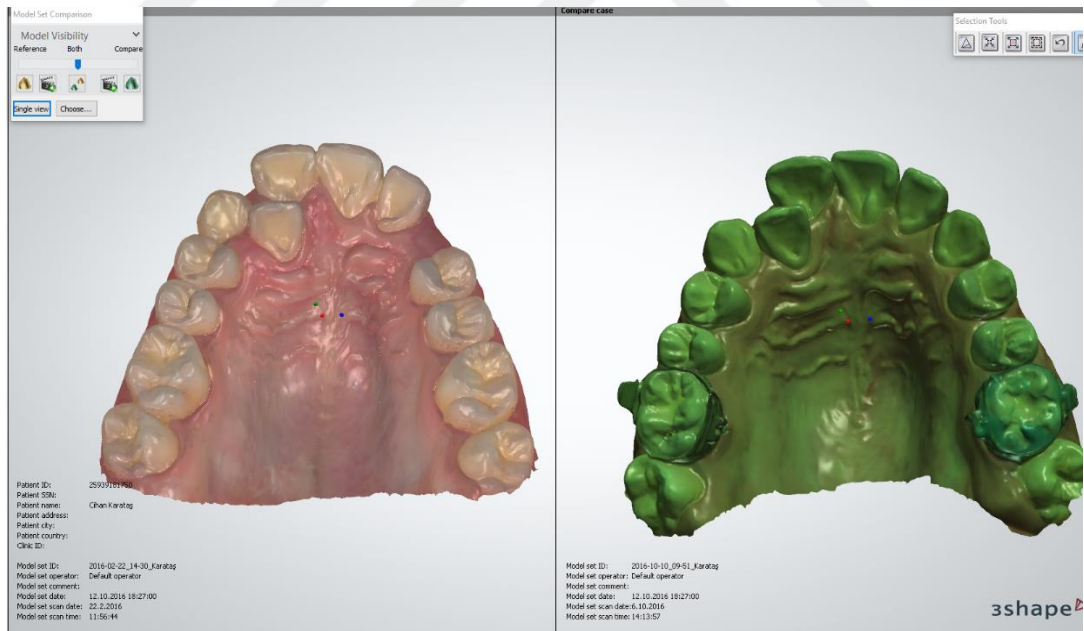 Model Set Comparison
Model Visibility
Reference Both Compare
Single view Choose...
Compare case
Selection Tools
Patient ID:
Patient SSN:
Patient name: Cihan Karataş
Patient address:
Patient city:
Patient country:
Clinic ID:
Model set ID: 2016-02-22_14-30_Karataş
Model set operator: Default operator
Model set comment:
Model set date: 12.10.2016 18:27:00
Model set scan date: 22.2.2016
Model set scan time: 11:56:44
Model set ID: 2016-10-10_09-51_Karataş
Model set operator: Default operator
Model set comment:
Model set date: 12.10.2016 18:27:00
Model set scan date:6.10.2016
Model set scan time: 14:13:57
3shape